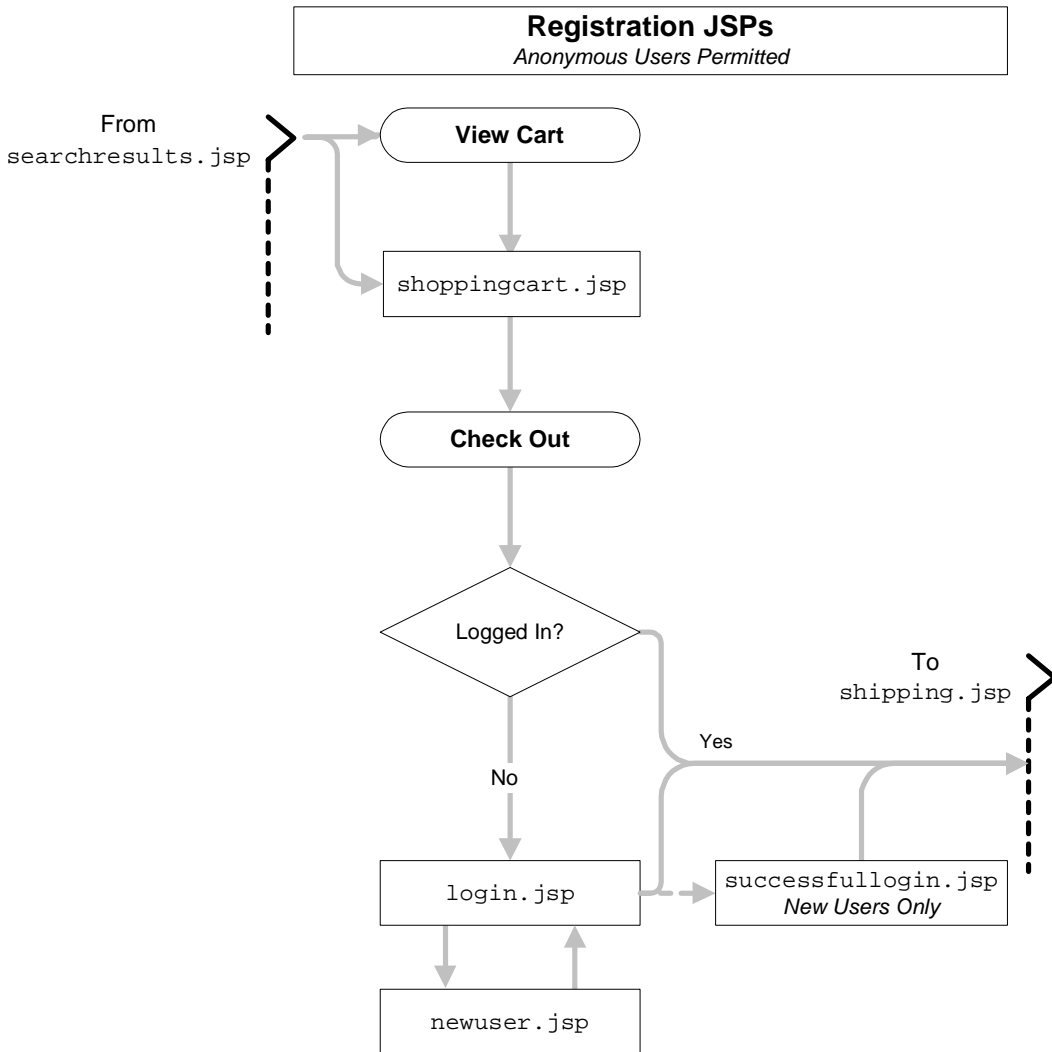 Registration JSPs
Anonymous Users Permitted
From
searchresults.jsp
View Cart
shoppingcart.jsp
Check Out
Logged In?
To
shipping.jsp
Yes
No
login.jsp
successfullogin.jsp
New Users Only
newuser.jsp